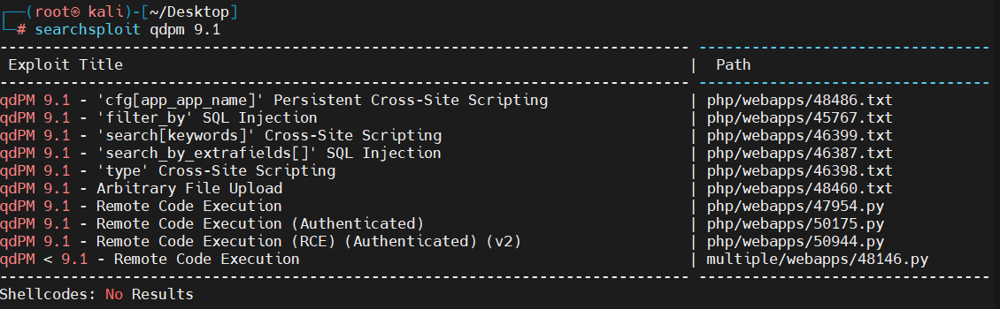 ┌──(root㉿ kali)-[~/Desktop]
└─# searchsploit qdpm 9.1
------------------------------------------------------------------------------ ---------------------------------
 Exploit Title                                                                |  Path
------------------------------------------------------------------------------ ---------------------------------
qdPM 9.1 - 'cfg[app_app_name]' Persistent Cross-Site Scripting                | php/webapps/48486.txt
qdPM 9.1 - 'filter_by' SQL Injection                                          | php/webapps/45767.txt
qdPM 9.1 - 'search[keywords]' Cross-Site Scripting                            | php/webapps/46399.txt
qdPM 9.1 - 'search_by_extrafields[]' SQL Injection                            | php/webapps/46387.txt
qdPM 9.1 - 'type' Cross-Site Scripting                                        | php/webapps/46398.txt
qdPM 9.1 - Arbitrary File Upload                                              | php/webapps/48460.txt
qdPM 9.1 - Remote Code Execution                                              | php/webapps/47954.py
qdPM 9.1 - Remote Code Execution (Authenticated)                              | php/webapps/50175.py
qdPM 9.1 - Remote Code Execution (RCE) (Authenticated) (v2)                   | php/webapps/50944.py
qdPM < 9.1 - Remote Code Execution                                            | multiple/webapps/48146.py
------------------------------------------------------------------------------ ---------------------------------
Shellcodes: No Results